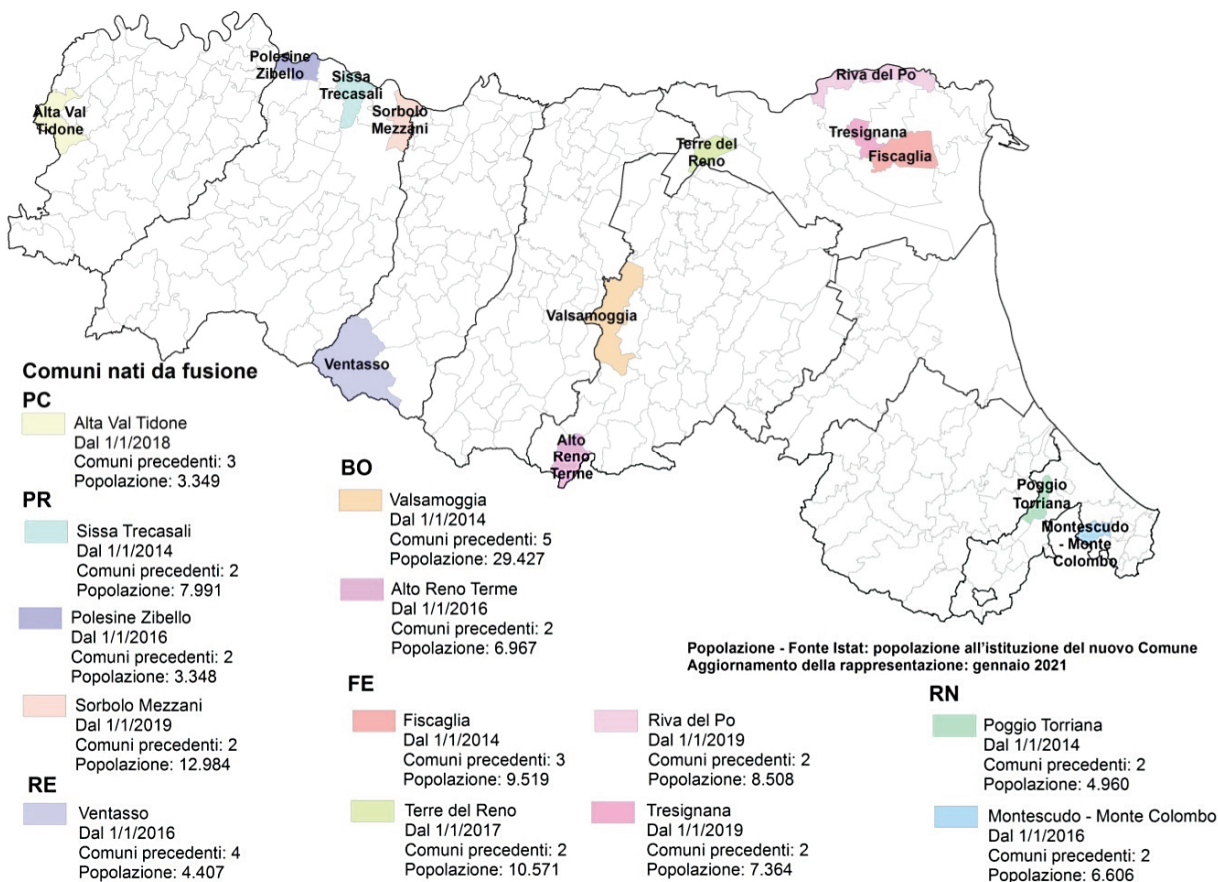 Polesine
Zibello
Sissa
Trecasali
Sorbolo
Mezzani
Alta Val
Tidone
Riva del Po
Tresignana
Fiscaglia
Terre del
Reno
Valsamoggia
Ventasso
Alto
Reno
Terme
Poggio
Torriana
Montescudo
- Monte
Colombo
Comuni nati da fusione
PC
Alta Val Tidone
Dal 1/1/2018
Comuni precedenti: 3
Popolazione: 3.349
PR
Sissa Trecasali
Dal 1/1/2014
Comuni precedenti: 2
Popolazione: 7.991
Polesine Zibello
Dal 1/1/2016
Comuni precedenti: 2
Popolazione: 3.348
Sorbolo Mezzani
Dal 1/1/2019
Comuni precedenti: 2
Popolazione: 12.984
RE
Ventasso
Dal 1/1/2016
Comuni precedenti: 4
Popolazione: 4.407
BO
Valsamoggia
Dal 1/1/2014
Comuni precedenti: 5
Popolazione: 29.427
Alto Reno Terme
Dal 1/1/2016
Comuni precedenti: 2
Popolazione: 6.967
Popolazione - Fonte Istat: popolazione all'istituzione del nuovo Comune
Aggiornamento della rappresentazione: gennaio 2021
FE
Fiscaglia
Dal 1/1/2014
Comuni precedenti: 3
Popolazione: 9.519
Terre del Reno
Dal 1/1/2017
Comuni precedenti: 2
Popolazione: 10.571
Riva del Po
Dal 1/1/2019
Comuni precedenti: 2
Popolazione: 8.508
Tresignana
Dal 1/1/2019
Comuni precedenti: 2
Popolazione: 7.364
RN
Poggio Torriana
Dal 1/1/2014
Comuni precedenti: 2
Popolazione: 4.960
Montescudo - Monte Colombo
Dal 1/1/2016
Comuni precedenti: 2
Popolazione: 6.606